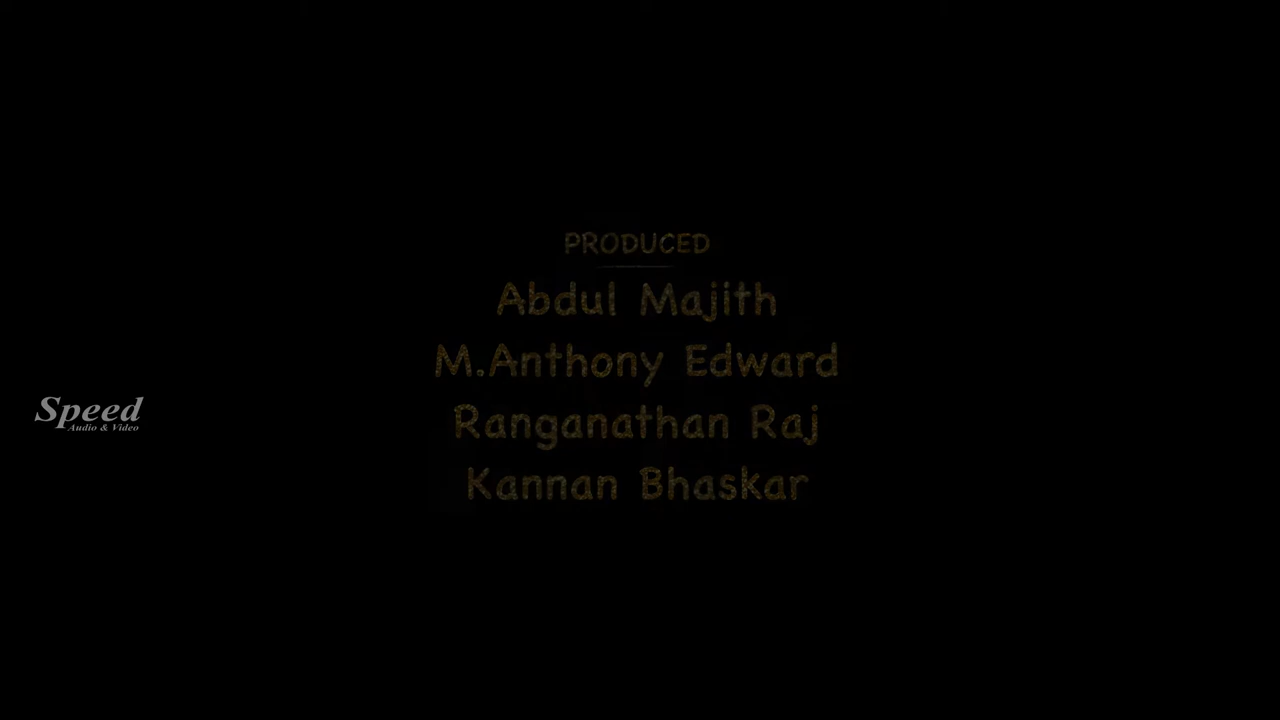 PRODUCED
Abdul Majith
M.Anthony Edward
Ranganathan Raj
Kannan Bhaskar
Speed
Audio & Video